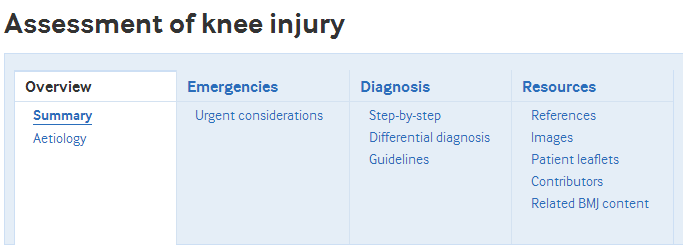 Assessment of knee injury
Overview
Summary
Aetiology
Emergencies
Urgent considerations
Diagnosis
Step-by-step
Differential diagnosis
Guidelines
Resources
References
Images
Patient leaflets
Contributors
Related BMJ content